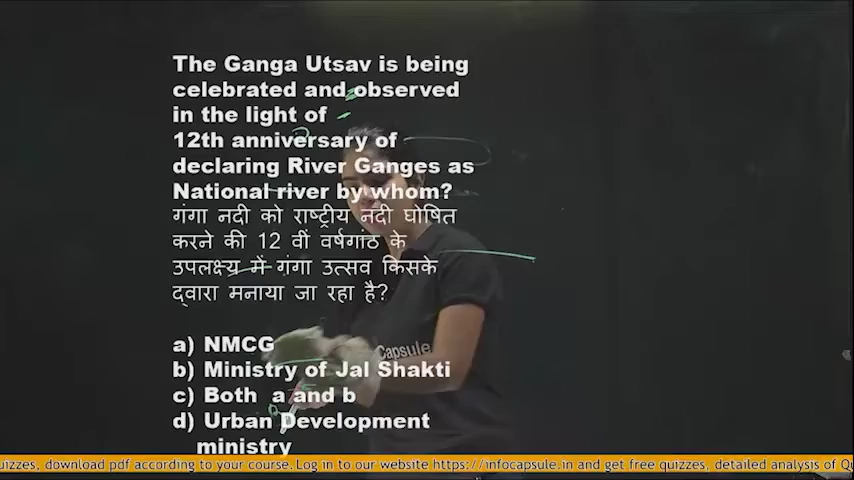 The Ganga Utsav is being
celebrated and observed
in the light of
12th anniversary of
declaring River Ganges as
National river by whom?
गंगा नदी को राष्ट्रीय नदी घोषित
करने की 12 वीं वर्षगांठ के
उपलक्ष्य में गंगा उत्सव किसके
द्वारा मनाया जा रहा है?
a) NMCG
b) Ministry of Jal Shakti
Capsule
c) Both a and b
d) Urban Development
ministry
uizzes, download pdf according to your course. Log in to our website https://infocapsule.in and get free quizzes, detailed analysis of Qu